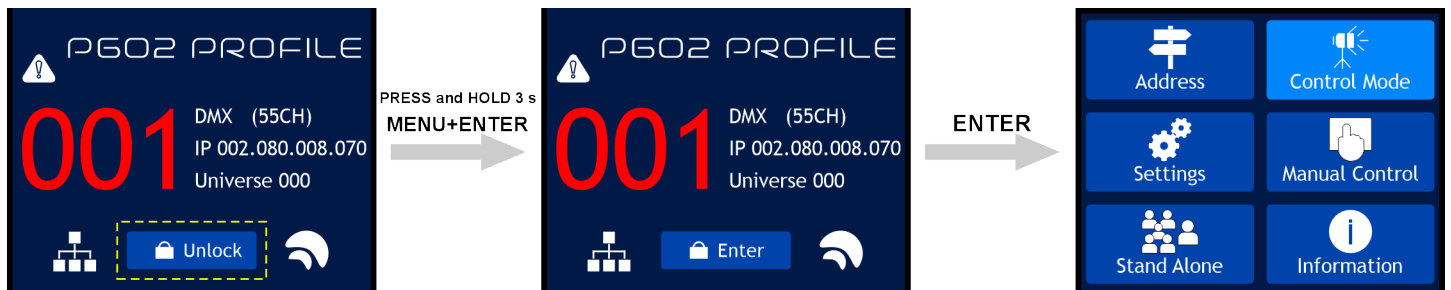 P602 PROFILE
001
DMX (55CH)
IP 002.080.008.070
Universe 000
Unlock
PRESS and HOLD 3 s
MENU+ENTER
P602 PROFILE
001
DMX (55CH)
IP 002.080.008.070
Universe 000
Enter
ENTER
Address
Control Mode
Settings
Manual Control
Stand Alone
Information